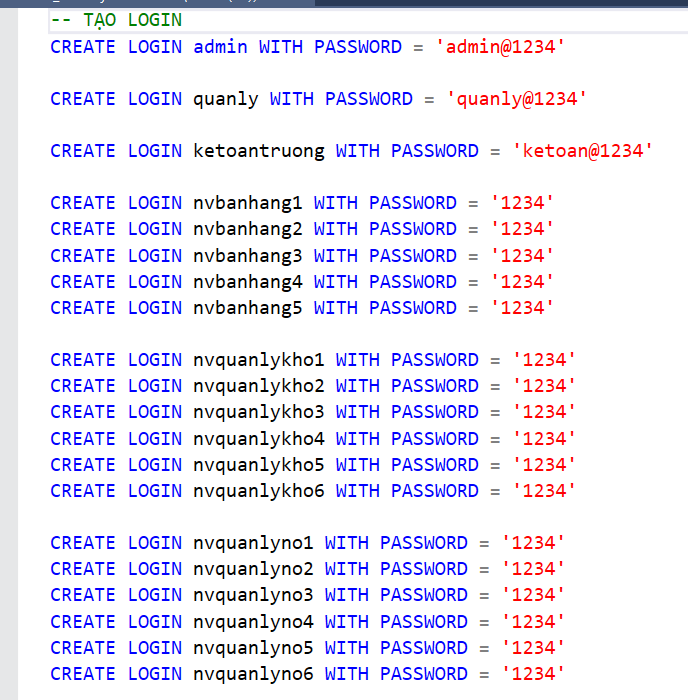 -- TẠO LOGIN
CREATE LOGIN admin WITH PASSWORD = 'admin@1234'
CREATE LOGIN quanly WITH PASSWORD = 'quanly@1234'
CREATE LOGIN ketoantruong WITH PASSWORD = 'ketoan@1234'
CREATE LOGIN nvbanhang1 WITH PASSWORD = '1234'
CREATE LOGIN nvbanhang2 WITH PASSWORD = '1234'
CREATE LOGIN nvbanhang3 WITH PASSWORD = '1234'
CREATE LOGIN nvbanhang4 WITH PASSWORD = '1234'
CREATE LOGIN nvbanhang5 WITH PASSWORD = '1234'
CREATE LOGIN nvquanlykho1 WITH PASSWORD = '1234'
CREATE LOGIN nvquanlykho2 WITH PASSWORD = '1234'
CREATE LOGIN nvquanlykho3 WITH PASSWORD = '1234'
CREATE LOGIN nvquanlykho4 WITH PASSWORD = '1234'
CREATE LOGIN nvquanlykho5 WITH PASSWORD = '1234'
CREATE LOGIN nvquanlykho6 WITH PASSWORD = '1234'
CREATE LOGIN nvquanlyno1 WITH PASSWORD = '1234'
CREATE LOGIN nvquanlyno2 WITH PASSWORD = '1234'
CREATE LOGIN nvquanlyno3 WITH PASSWORD = '1234'
CREATE LOGIN nvquanlyno4 WITH PASSWORD = '1234'
CREATE LOGIN nvquanlyno5 WITH PASSWORD = '1234'
CREATE LOGIN nvquanlyno6 WITH PASSWORD = '1234'